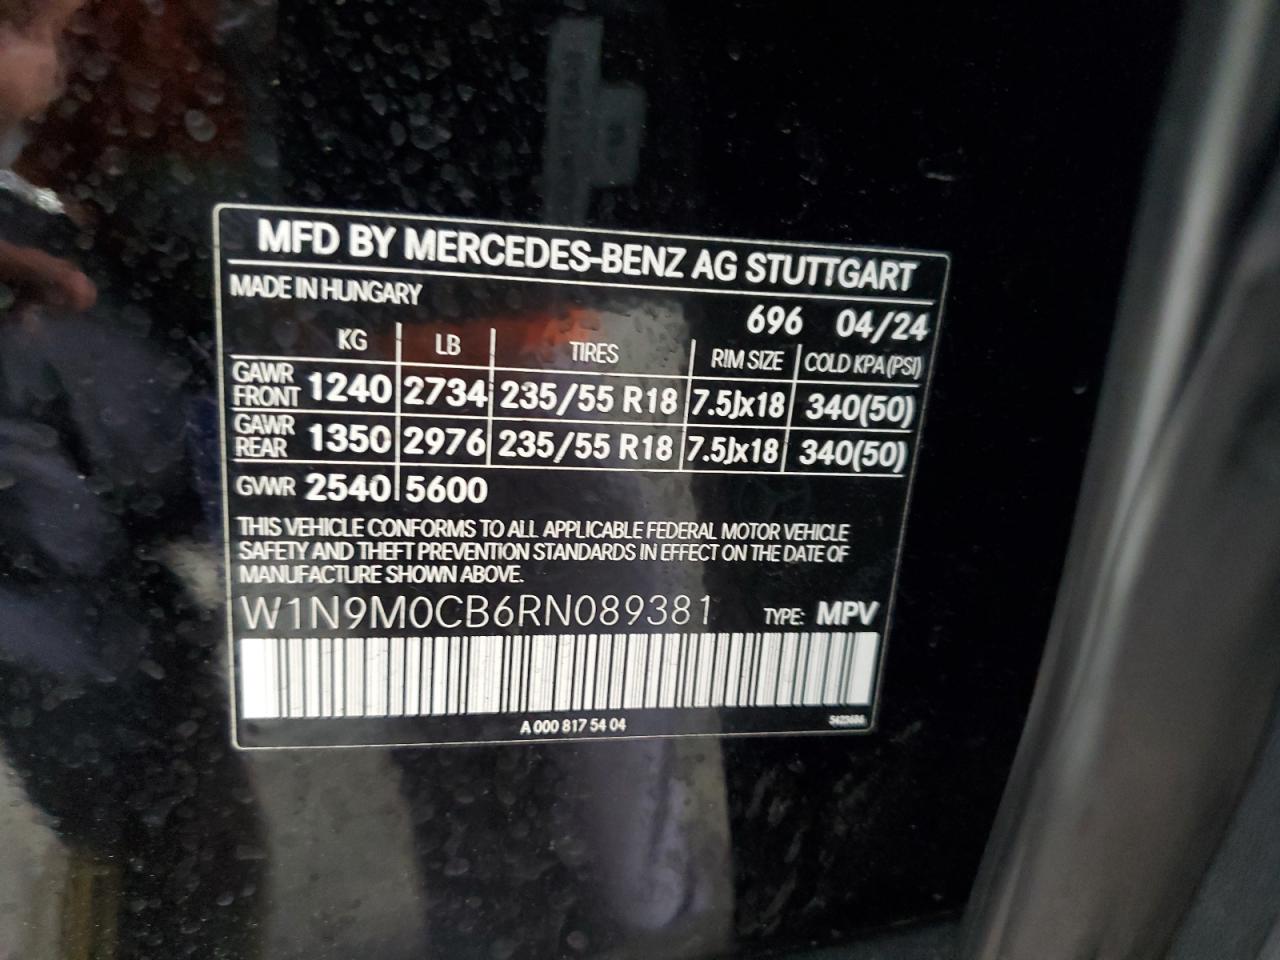 MFD BY MERCEDES-BENZ AG STUTTGART
MADE IN HUNGARY
696 04/24
KG LB TIRES RIM SIZE COLD KPA (PSI)
GAWR FRONT 1240 2734 235/55 R18 7.5Jx18 340(50)
GAWR REAR 1350 2976 235/55 R18 7.5Jx18 340(50)
GVWR 2540 5600
THIS VEHICLE CONFORMS TO ALL APPLICABLE FEDERAL MOTOR VEHICLE
SAFETY AND THEFT PREVENTION STANDARDS IN EFFECT ON THE DATE OF
MANUFACTURE SHOWN ABOVE.
W1N9M0CB6RN089381 TYPE: MPV
A 000 817 54 04